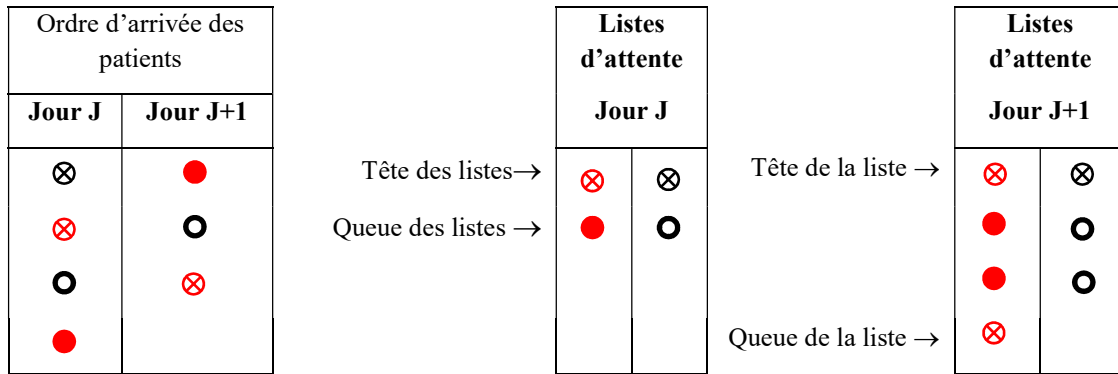 Ordre d’arrivée des
patients
Jour J
Jour J+1
Listes
d’attente
Jour J
Tête des listes→
Queue des listes →
Listes
d’attente
Jour J+1
Tête de la liste →
Queue de la liste →